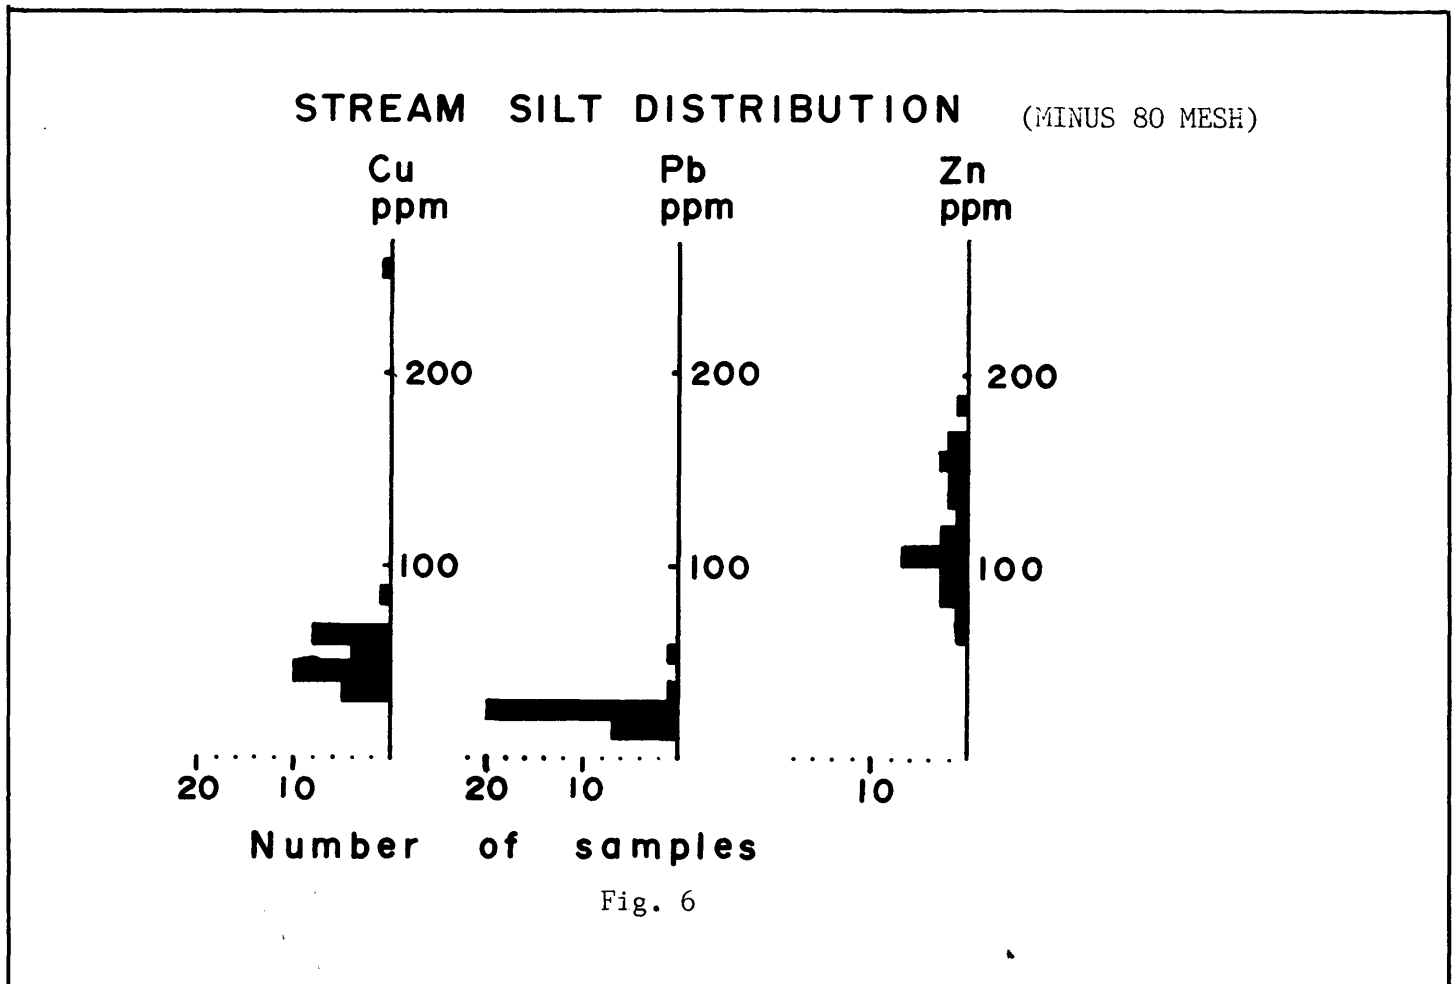 STREAM SILT DISTRIBUTION (MINUS 80 MESH)
Cu Pb Zn
ppm ppm ppm
200 200 200
100 100 100
20 10 20 10 10
Number of samples
Fig. 6